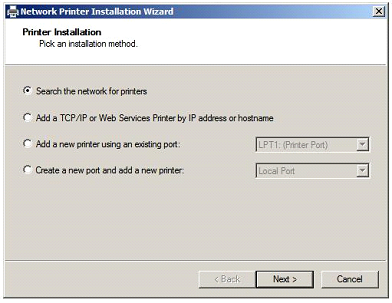 Network Printer Installation Wizard
Printer Installation
Pick an installation method.
Search the network for printers
Add a TCP/IP or Web Services Printer by IP address or hostname
Add a new printer using an existing port: LPT1: (Printer Port)
Create a new port and add a new printer: Local Port
< Back Next > Cancel